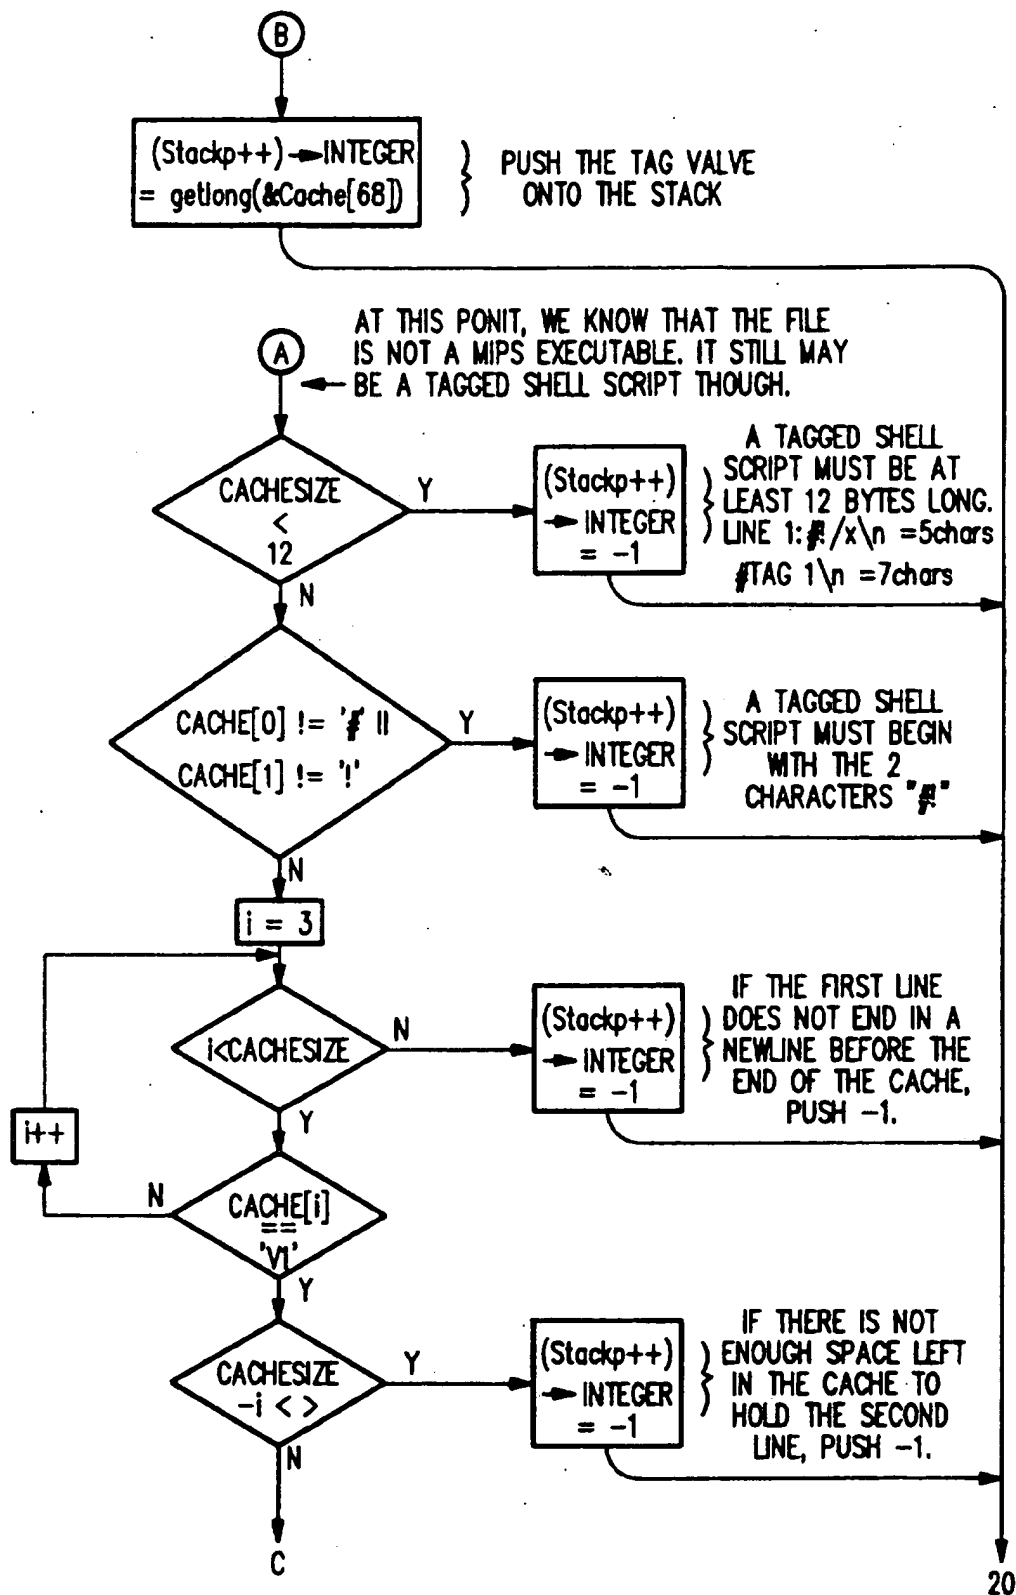 B
(Stackp++)→INTEGER
= getlong(&Cache[68])
} PUSH THE TAG VALVE
ONTO THE STACK
A
AT THIS PONIT, WE KNOW THAT THE FILE
IS NOT A MIPS EXECUTABLE. IT STILL MAY
BE A TAGGED SHELL SCRIPT THOUGH.
CACHESIZE
<
12
Y
N
(Stackp++)
→ INTEGER
= -1
A TAGGED SHELL
SCRIPT MUST BE AT
LEAST 12 BYTES LONG.
LINE 1: #! /x\n =5chars
#TAG 1\n =7chars
CACHE[0] != '#' ||
CACHE[1] != '!'
Y
N
(Stackp++)
→ INTEGER
= -1
A TAGGED SHELL
SCRIPT MUST BEGIN
WITH THE 2
CHARACTERS "#!"
i = 3
i<CACHESIZE
N
Y
(Stackp++)
→ INTEGER
= -1
IF THE FIRST LINE
DOES NOT END IN A
NEWLINE BEFORE THE
END OF THE CACHE,
PUSH -1.
i++
N
CACHE[i]
==
'V1'
Y
CACHESIZE
-i < >
Y
N
(Stackp++)
→ INTEGER
= -1
IF THERE IS NOT
ENOUGH SPACE LEFT
IN THE CACHE TO
HOLD THE SECOND
LINE, PUSH -1.
C
20